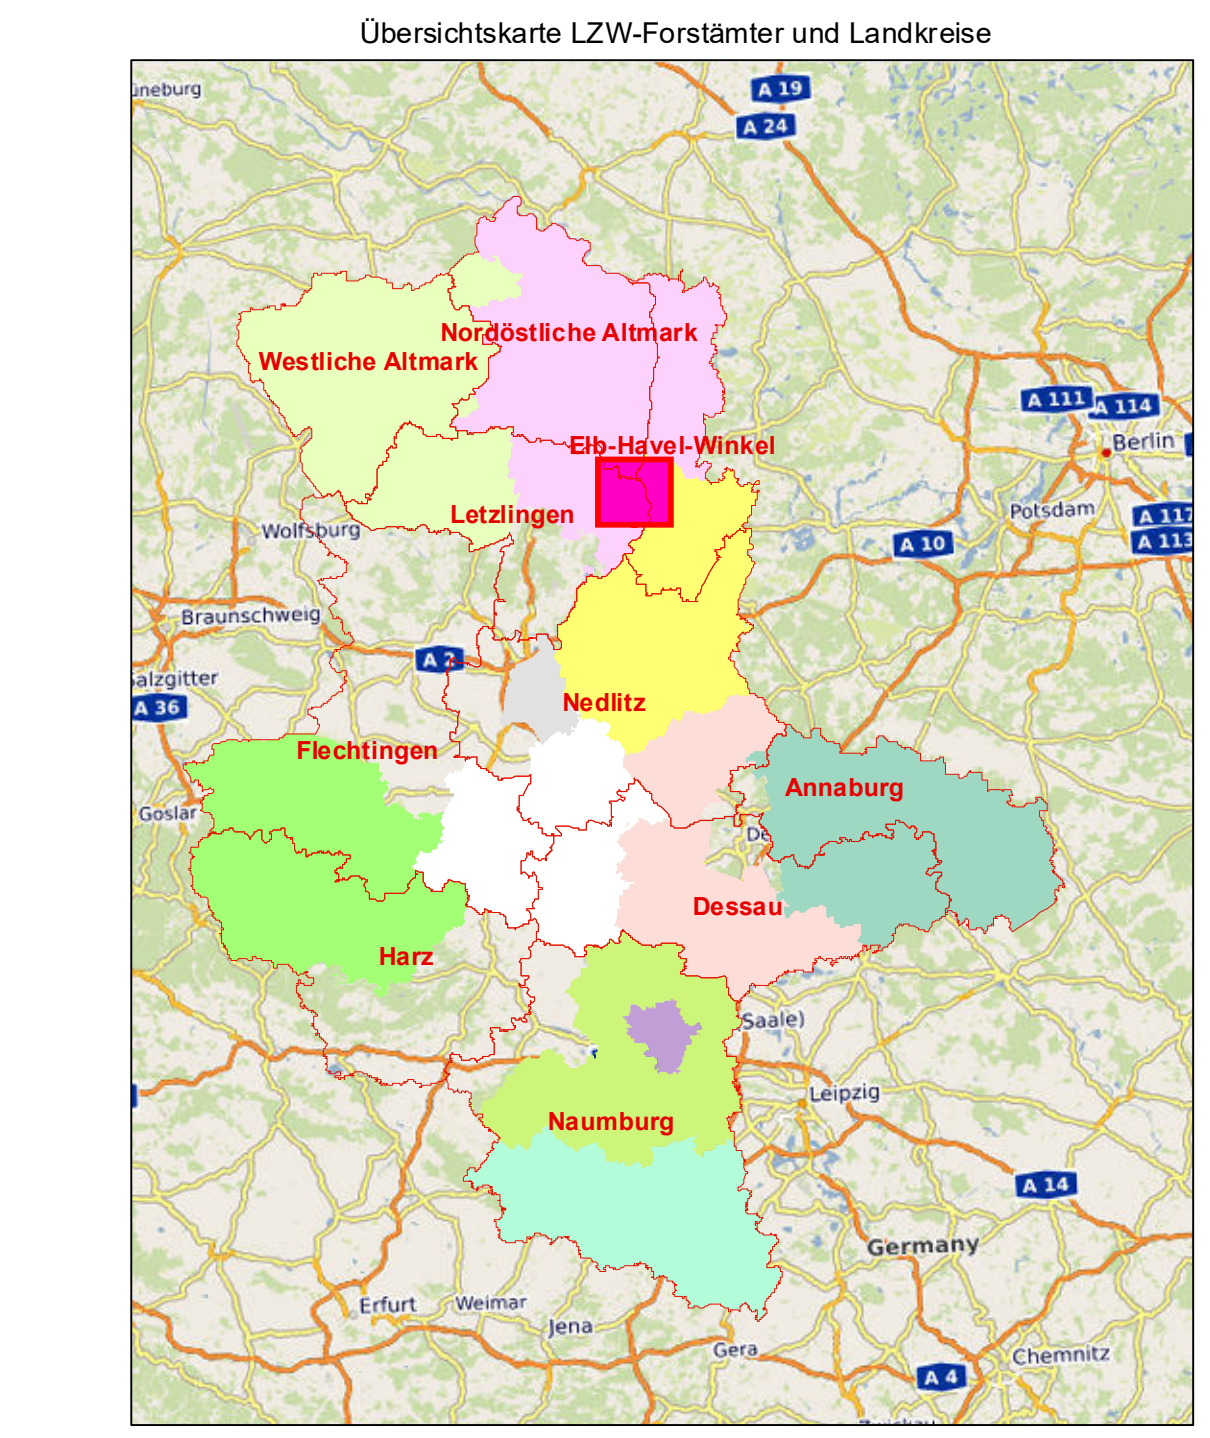 Übersichtskarte LZW-Forstämter und Landkreise
A 19
üneburg
A 24
Nordöstliche Altmark
Westliche Altmark
A 111
A 114
Berlin
Elb-Havel-Winkel
Letzlingen
Potsdam
A 117
Wolfsburg
A 10
A 113
Braunschweig
A 2
Salzgitter
A 36
Nedlitz
Flechtingen
Annaburg
Goslar
De
Dessau
Harz
Saale)
Leipzig
Naumburg
A 14
Germany
Erfurt
Weimar
Jena
Gera
Chemnitz
A 4